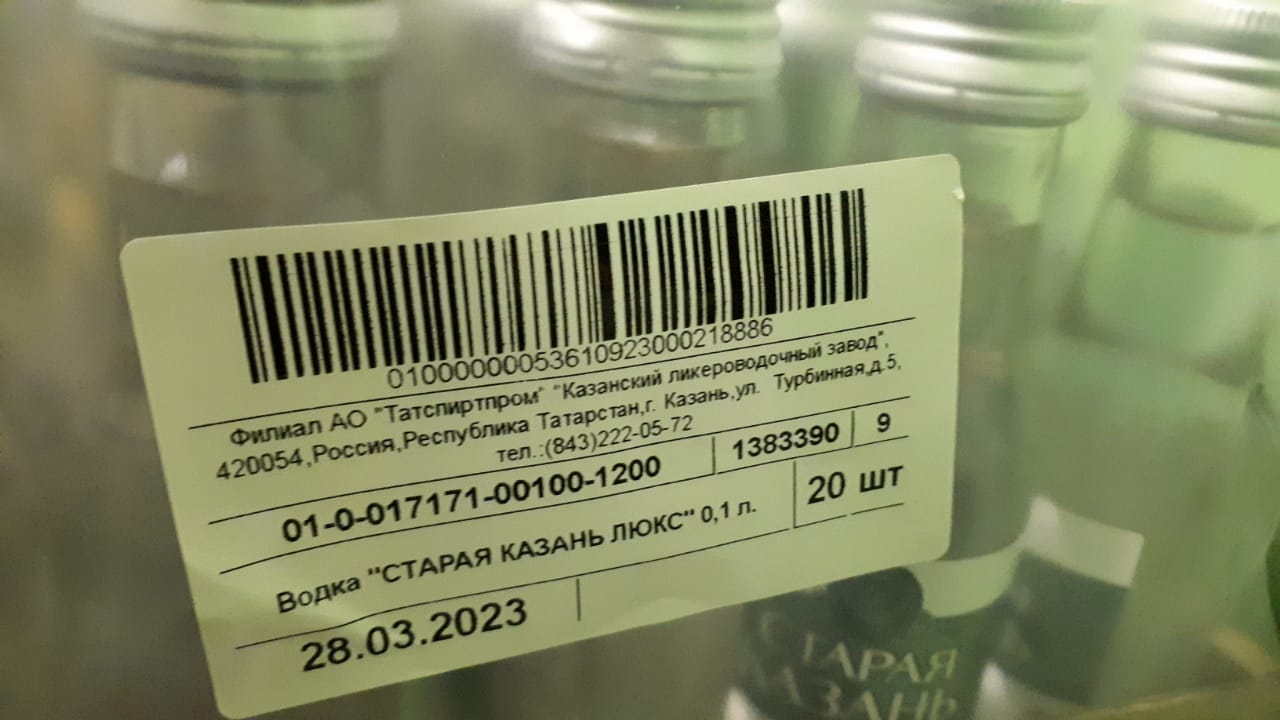 01000000053610923000218886
Филиал АО "Татспиртпром" "Казанский ликероводочный завод",
420054,Россия,Республика Татарстан,г. Казань,ул. Турбинная,д.5,
тел.:(843)222-05-72
01-0-017171-00100-1200 1383390 9
Водка "СТАРАЯ КАЗАНЬ ЛЮКС" 0,1 л. 20 шт
28.03.2023
СТАРАЯ
КАЗАНЬ